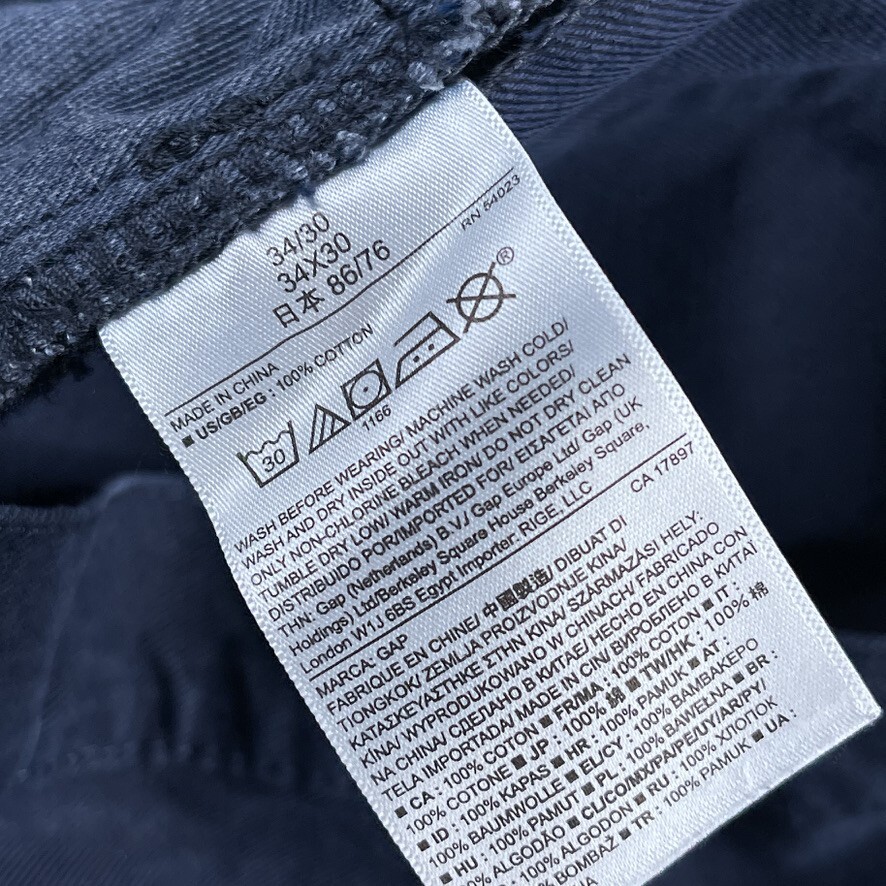 34/30
34X30
日本 86/76
RN 54023
MADE IN CHINA
■ US/GB/EG : 100% COTTON
30
1166
®
WASH BEFORE WEARING/ MACHINE WASH COLD/
WASH AND DRY INSIDE OUT WITH LIKE COLORS/
ONLY NON-CHLORINE BLEACH WHEN NEEDED/
TUMBLE DRY LOW/ WARM IRON/ DO NOT DRY CLEAN
DISTRIBUIDO POR/IMPORTED FOR/ ΕΙΣΑΓΕΤΑΙ ΑΠΟ
ΤΗΝ: Gap (Netherlands) B.V./ Gap Europe Ltd/ Gap (UK
Holdings) Ltd/Berkeley Square House Berkeley Square,
London W1J 6BS Egypt Importer: RIGE, LLC
CA 17897
MARCA: GAP
FABRIQUE EN CHINE/ 中國製造/ DIBUAT DI
TIONGKOK/ ZEMLJA PROIZVODNJE KINA/
ΚΑΤΑΣΚΕΥΑΣΤΗΚΕ ΣΤΗΝ ΚΙΝΑ/ SZÁRMAZÁSI HELY:
KÍNA/ WYPRODUKOWANO W CHINACH/ FABRICADO
NA CHINA/ СДЕЛАНО В КИТАЕ/ HECHO EN CHINA CON
TELA IMPORTADA/ MADE IN CIN/ ВИРОБЛЕНО В КИТАІ
■ CA : 100% COTON ■ FR/MA : 100% COTON ■ IT :
100% COTONE ■ JP : 100% 綿 ■ TW/HK : 100% 棉
■ ID : 100% KAPAS ■ HR : 100% PAMUK ■ AT :
100% BAUMWOLLE ■ EL/CY : 100% ΒΑΜΒΑΚΕΡΟ
■ HU : 100% PAMUT ■ PL : 100% BAWEŁNA ■ BR :
100% ALGODÃO ■ CL/CO/MX/PA/PE/UY/AR/PY/
: 100% ALGODON ■ RU : 100% ХЛОПОК
■ TR : 100% PAMUK ■ UA :